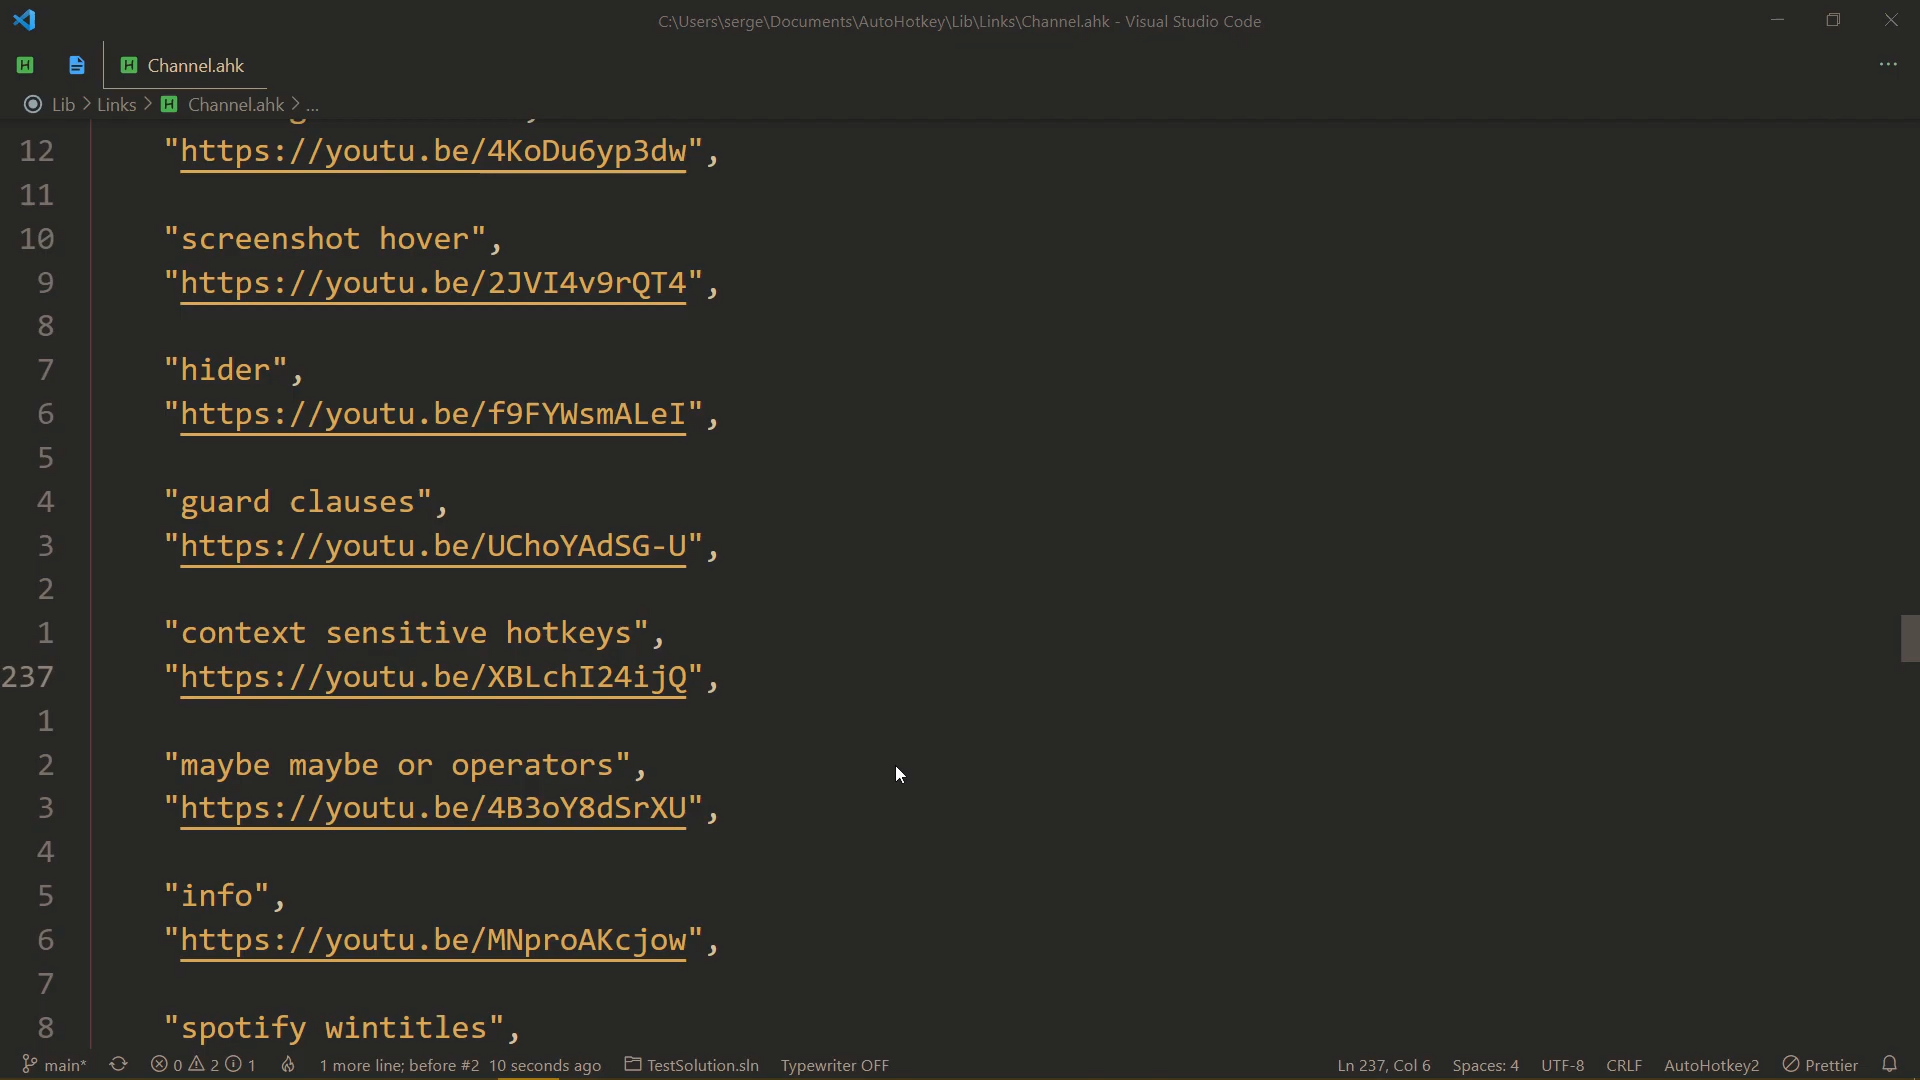 C:\Users\serge\Documents\AutoHotkey\Lib\Links\Channel.ahk - Visual Studio Code
H Channel.ahk ...
Lib > Links > H Channel.ahk > ...
12 "https://youtu.be/4KoDu6yp3dw",
11
10 "screenshot hover",
9 "https://youtu.be/2JVI4v9rQT4",
8
7 "hider",
6 "https://youtu.be/f9FYWsmALeI",
5
4 "guard clauses",
3 "https://youtu.be/UChoYAdSG-U",
2
1 "context sensitive hotkeys",
237 "https://youtu.be/XBLchI24ijQ",
1
2 "maybe maybe or operators",
3 "https://youtu.be/4B3oY8dSrXU",
4
5 "info",
6 "https://youtu.be/MNproAKcjow",
7
8 "spotify wintitles",
main* 0 2 1 1 more line; before #2 10 seconds ago TestSolution.sln Typewriter OFF Ln 237, Col 6 Spaces: 4 UTF-8 CRLF AutoHotkey2 Prettier